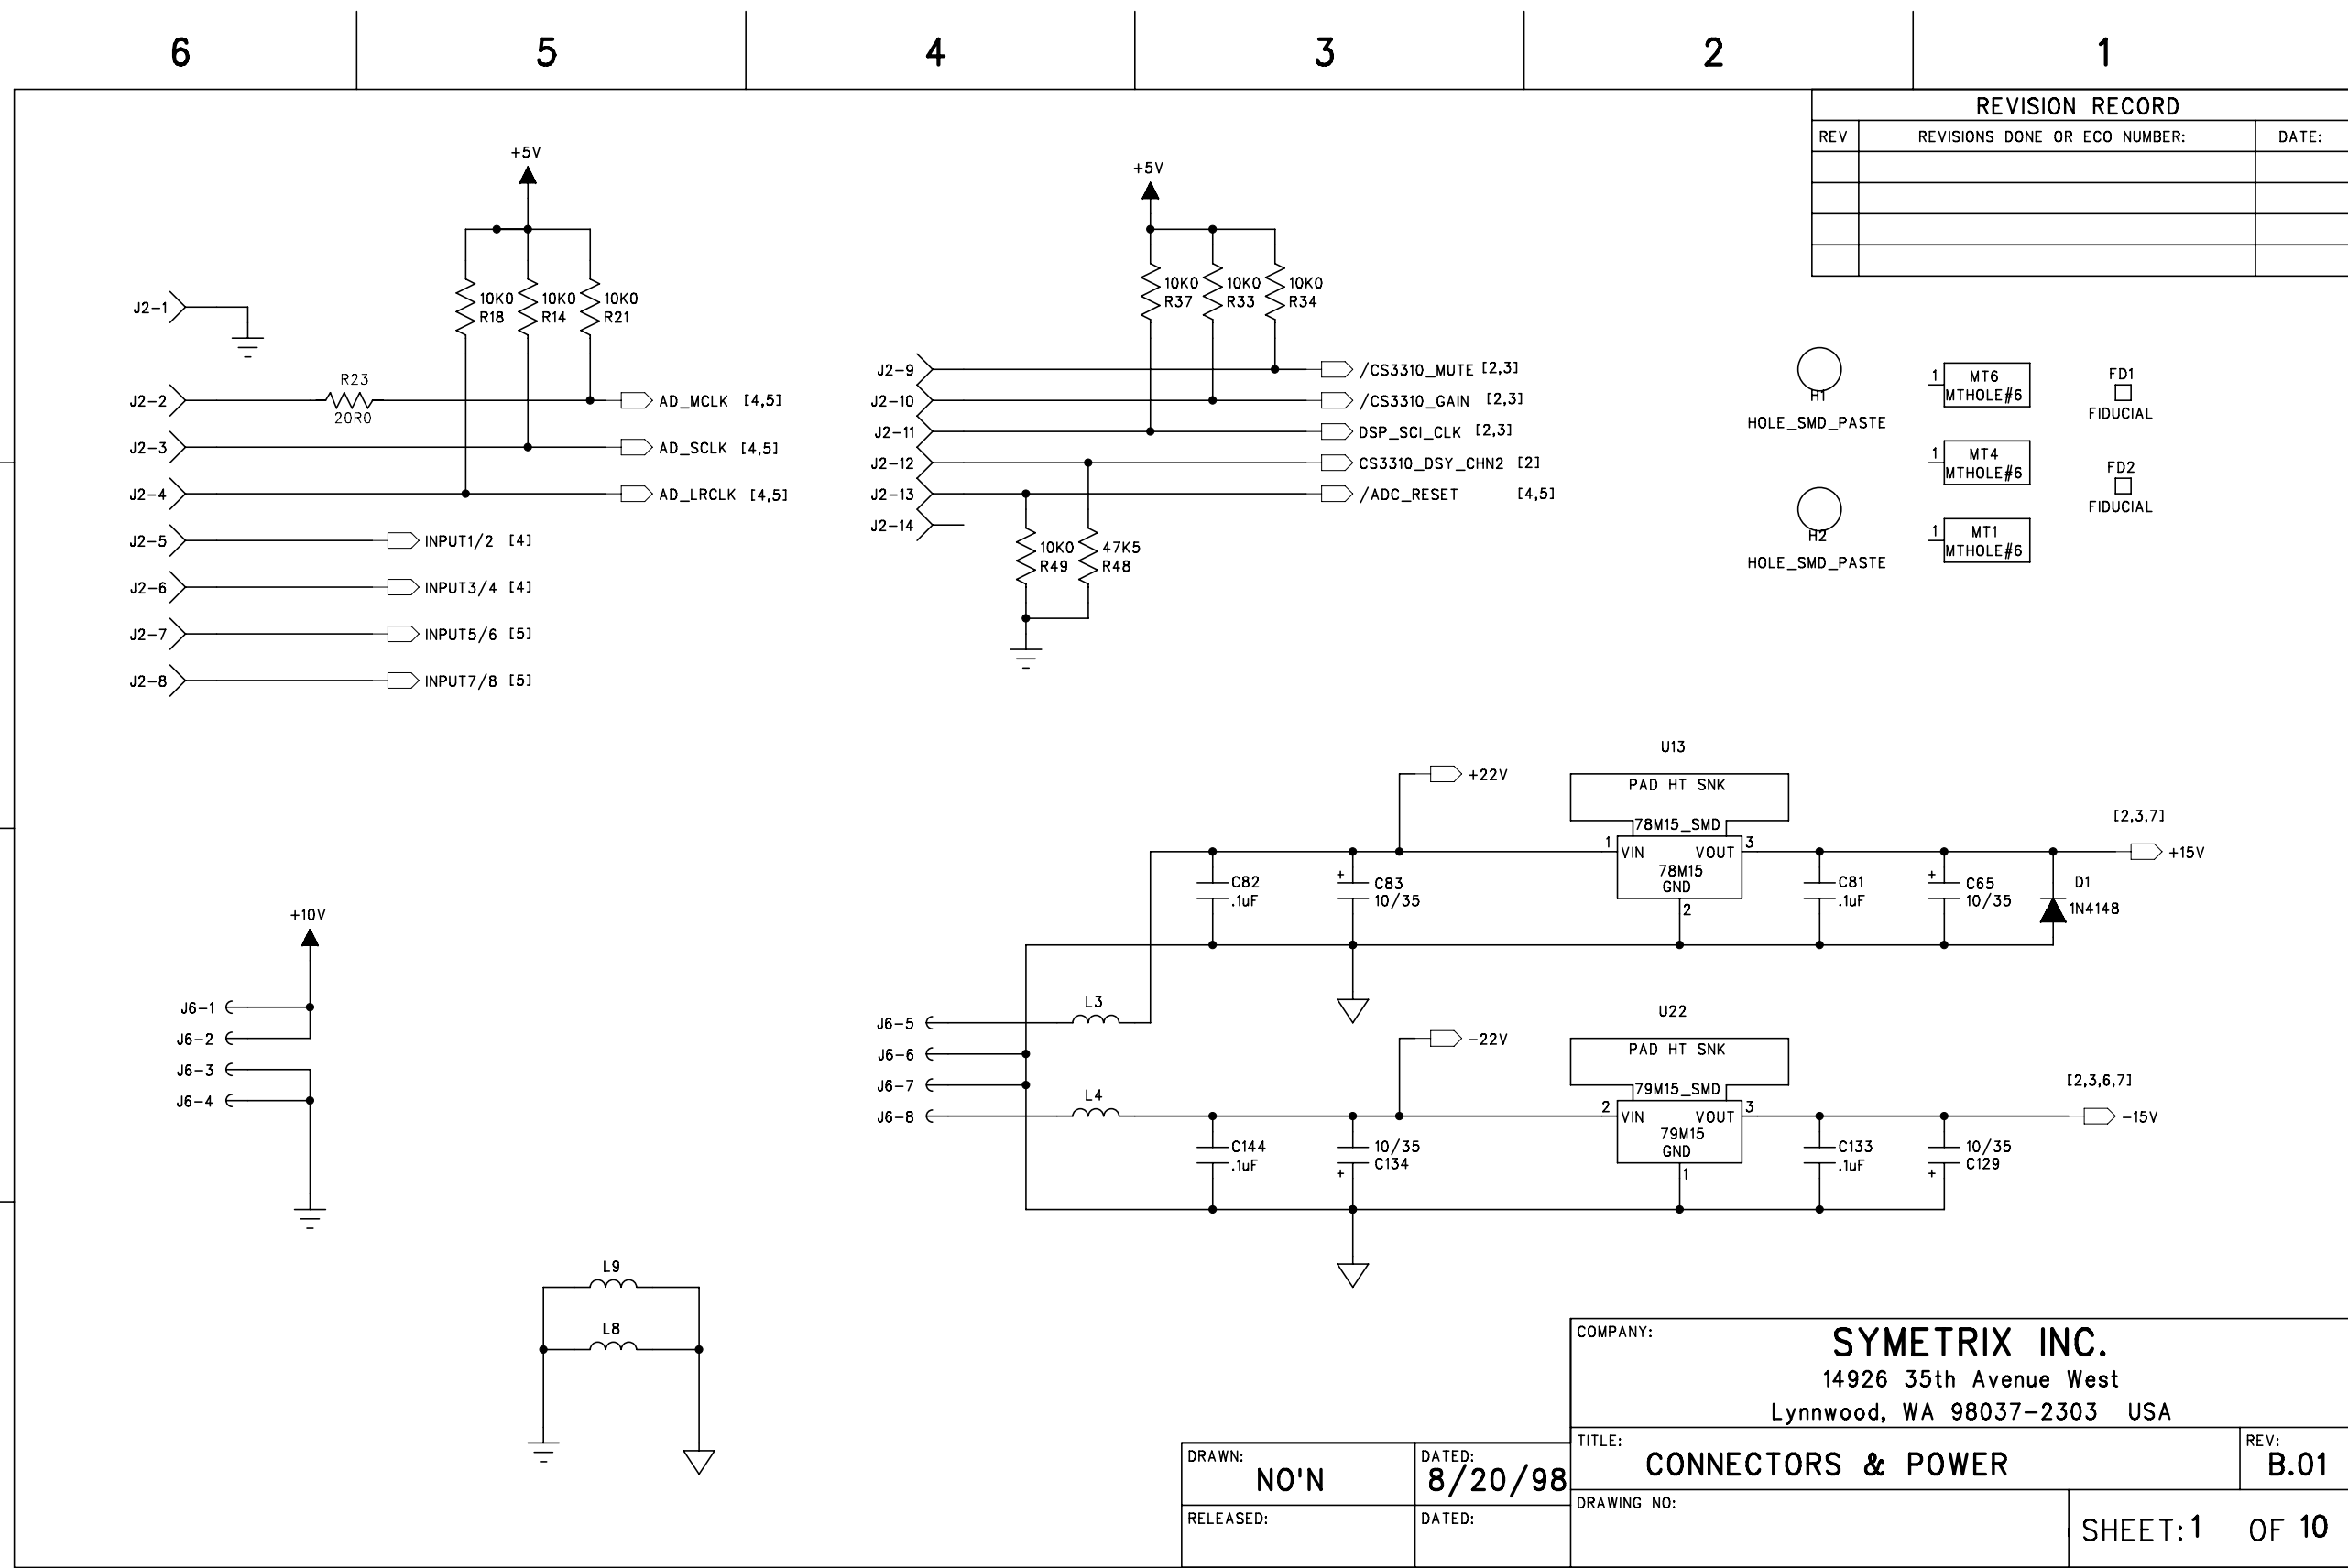 6 5 4 3 2 1
REVISION RECORD
REV REVISIONS DONE OR ECO NUMBER: DATE:
+5V
10K0 10K0 10K0
R18 R14 R21
J2-1
J2-2
R23
20R0
AD_MCLK [4,5]
J2-3
AD_SCLK [4,5]
J2-4
AD_LRCLK [4,5]
J2-5
INPUT1/2 [4]
J2-6
INPUT3/4 [4]
J2-7
INPUT5/6 [5]
J2-8
INPUT7/8 [5]
+5V
10K0 10K0 10K0
R37 R33 R34
J2-9
/CS3310_MUTE [2,3]
J2-10
/CS3310_GAIN [2,3]
J2-11
DSP_SCI_CLK [2,3]
J2-12
CS3310_DSY_CHN2 [2]
J2-13
/ADC_RESET [4,5]
J2-14
10K0 47K5
R49 R48
H1
HOLE_SMD_PASTE
H2
HOLE_SMD_PASTE
1 MT6
MTHOLE#6
1 MT4
MTHOLE#6
1 MT1
MTHOLE#6
FD1
FIDUCIAL
FD2
FIDUCIAL
+10V
J6-1
J6-2
J6-3
J6-4
U13
+22V
PAD HT SNK
78M15_SMD
[2,3,7]
1 VIN VOUT 3
78M15
GND
2
+15V
C82
.1uF
+ C83
10/35
C81
.1uF
+ C65
10/35
D1
1N4148
J6-5
L3
J6-6
J6-7
J6-8
L4
U22
-22V
PAD HT SNK
79M15_SMD
[2,3,6,7]
2 VIN VOUT 3
79M15
GND
1
-15V
C144
.1uF
10/35
+ C134
C133
.1uF
10/35
+ C129
L9
L8
COMPANY:
SYMETRIX INC.
14926 35th Avenue West
Lynnwood, WA 98037-2303 USA
TITLE:
CONNECTORS & POWER
REV:
B.01
DRAWN:
NO'N
DATED:
8/20/98
RELEASED:
DATED:
DRAWING NO:
SHEET: 1 OF 10